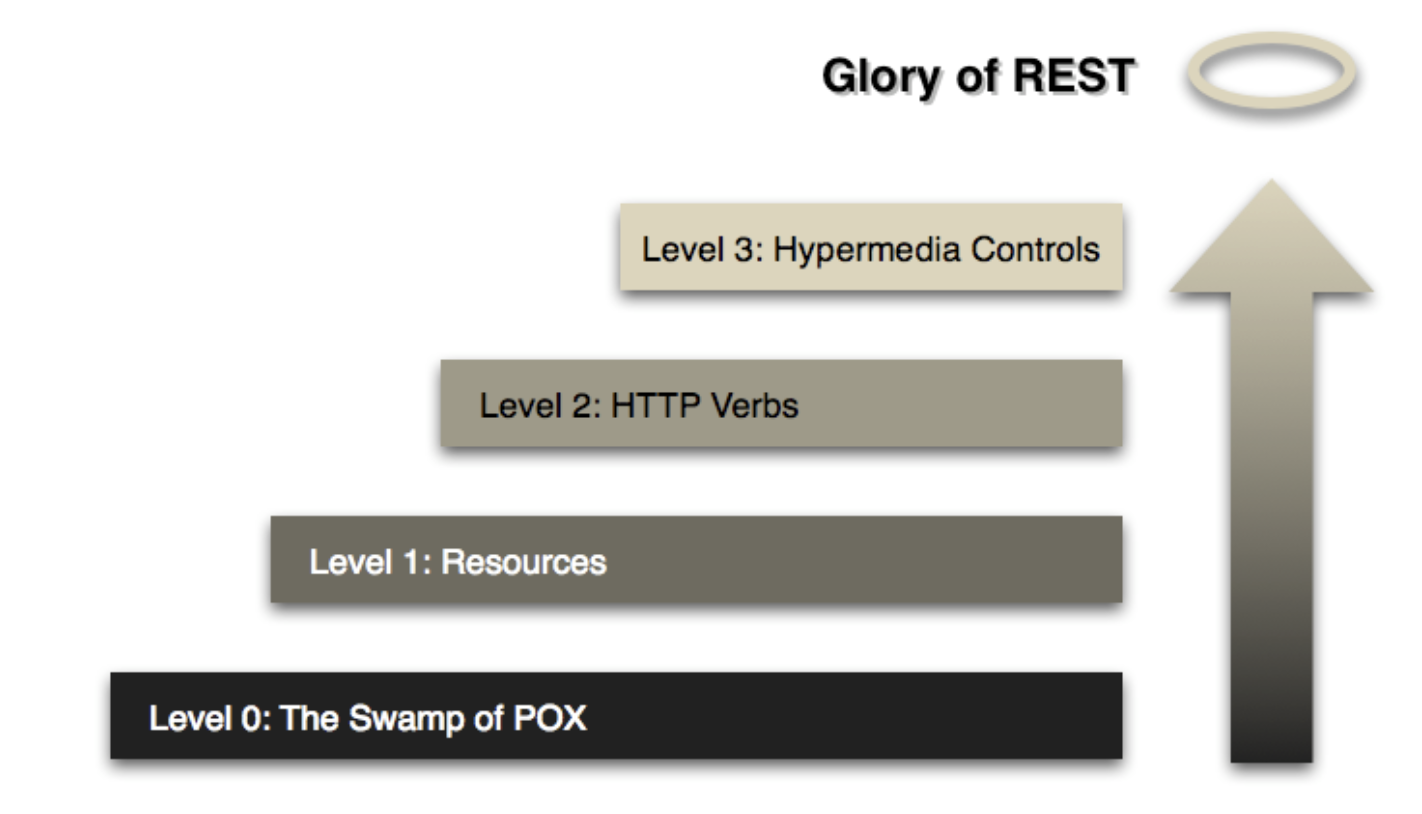 Glory of REST
Level 3: Hypermedia Controls
Level 2: HTTP Verbs
Level 1: Resources
Level 0: The Swamp of POX